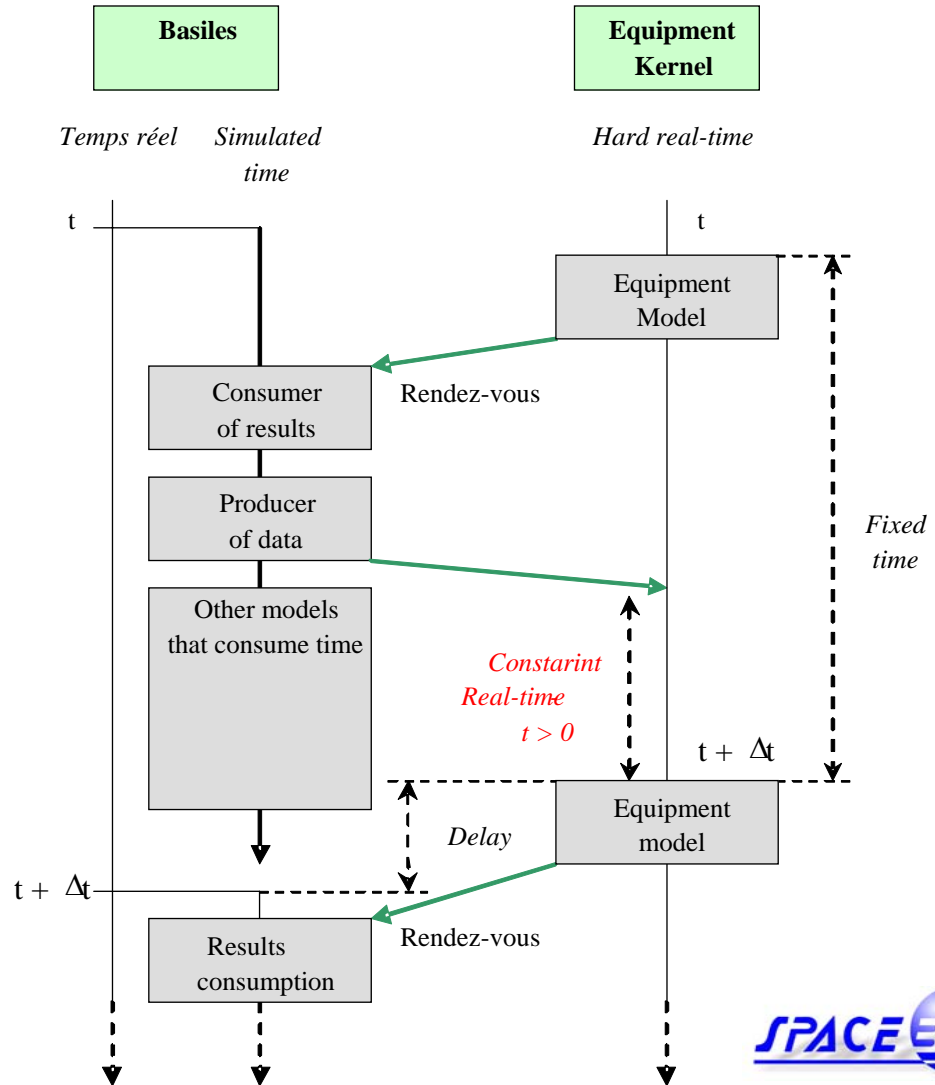 Basiles
Equipment
Kernel
Temps réel
Simulated
time
Hard real-time
t
t
Equipment
Model
Rendez-vous
Consumer
of results
Producer
of data
Fixed
time
Other models
that consume time
Constarint
Real-time
t > 0
t + Δt
Equipment
model
Delay
t + Δt
Rendez-vous
Results
consumption
SPACE